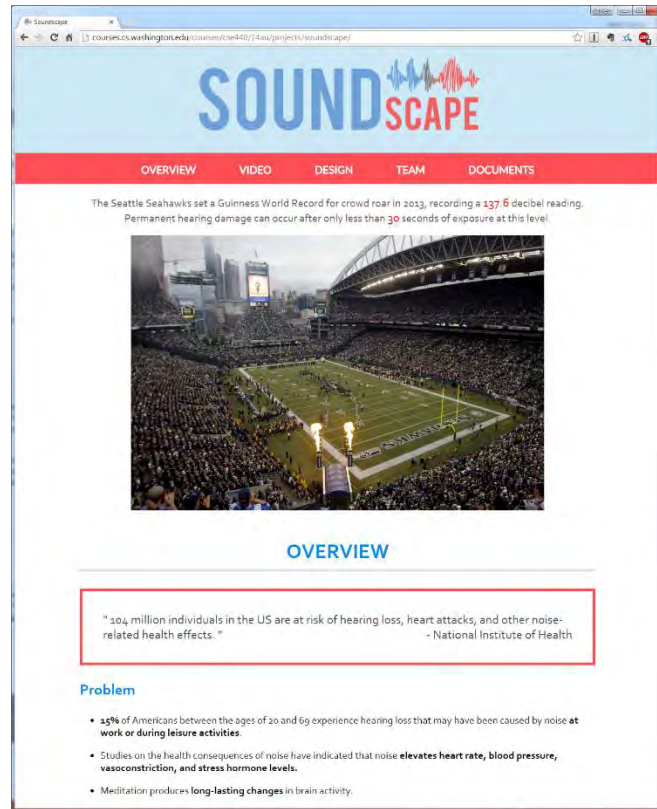 Soundscape
courses.cs.washington.edu/courses/cse440/14au/projects/soundscape/
SOUNDSCAPE
OVERVIEW VIDEO DESIGN TEAM DOCUMENTS
The Seattle Seahawks set a Guinness World Record for crowd roar in 2013, recording a 137.6 decibel reading.
Permanent hearing damage can occur after only less than 30 seconds of exposure at this level.
SEAHAWKS
OVERVIEW
" 104 million individuals in the US are at risk of hearing loss, heart attacks, and other noise-
related health effects. " - National Institute of Health
Problem
• 15% of Americans between the ages of 20 and 69 experience hearing loss that may have been caused by noise at
work or during leisure activities.
• Studies on the health consequences of noise have indicated that noise elevates heart rate, blood pressure,
vasoconstriction, and stress hormone levels.
• Meditation produces long-lasting changes in brain activity.